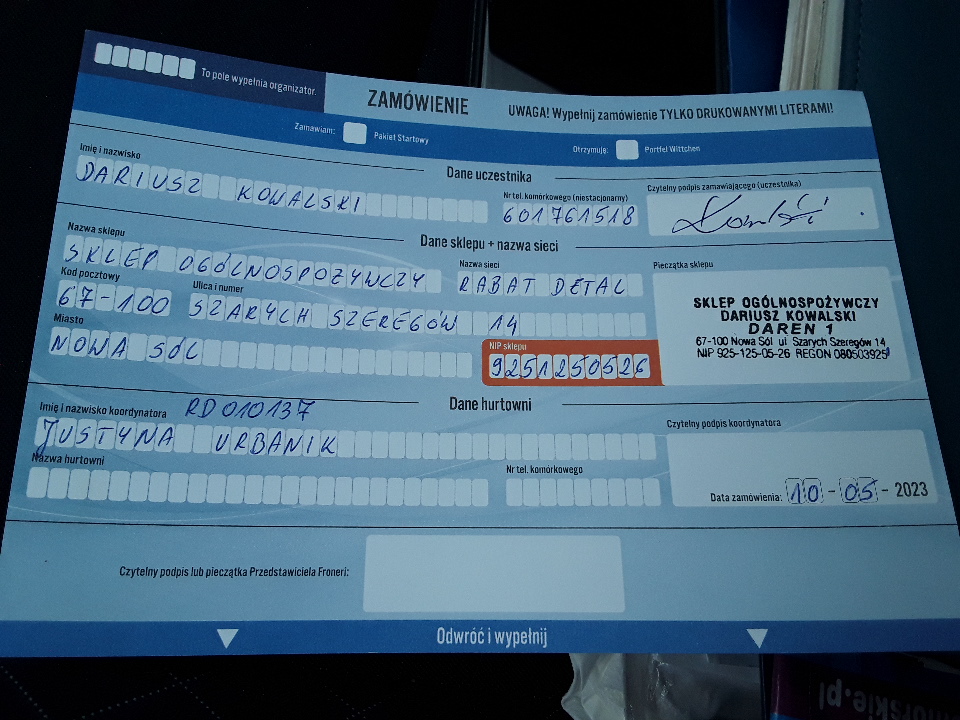 To pole wypełnia organizator.
ZAMÓWIENIE
UWAGA! Wypełnij zamówienie TYLKO DRUKOWANYMI LITERAMI!
Zamawiam: Pakiet Startowy
Otrzymuję: Portfel Wittchen
Dane uczestnika
Imię i nazwisko
DARIUSZ KOWALSKI
Nr tel. komórkowego (niestacjonarny)
601761518
Czytelny podpis zamawiającego (uczestnika)
Dane sklepu + nazwa sieci
Nazwa sklepu
SKLEP OGÓLNOSPOŻYWCZY
Nazwa sieci
RABAT DETAL
Kod pocztowy
67-100
Ulica i numer
SZARYCH SZEREGÓW 14
Miasto
NOWA SÓL
NIP sklepu
9251250526
Pieczątka sklepu
SKLEP OGÓLNOSPOŻYWCZY
DARIUSZ KOWALSKI
DAREN 1
67-100 Nowa Sól ul. Szarych Szeregów 14
NIP 925-125-05-26 REGON 080503925
Dane hurtowni
Imię i nazwisko koordynatora RD010137
JUSTYNA URBANIK
Nazwa hurtowni
Nr tel. komórkowego
Czytelny podpis koordynatora
Data zamówienia: 10-05-2023
Czytelny podpis lub pieczątka Przedstawiciela Froneri:
Odwróć i wypełnij